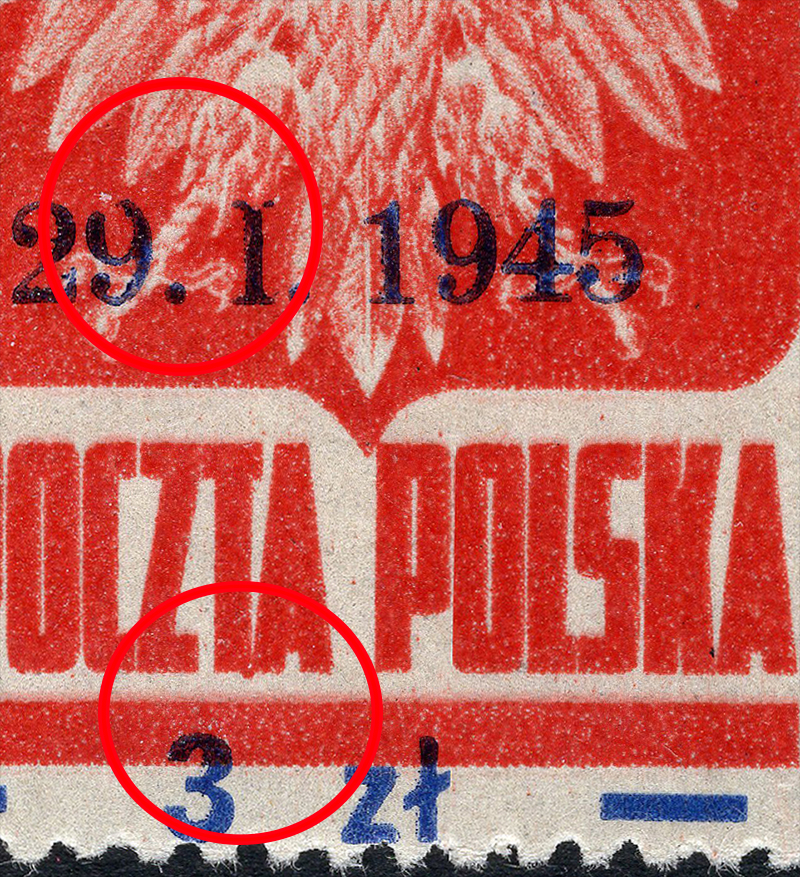 29. I. 1945
POCZTA POLSKA
3 zł